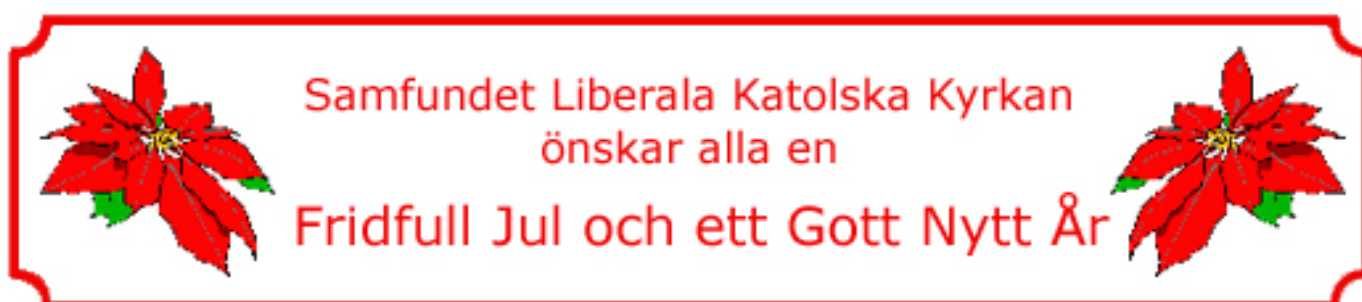 Samfundet Liberala Katolska Kyrkan
önskar alla en
Fridfull Jul och ett Gott Nytt År